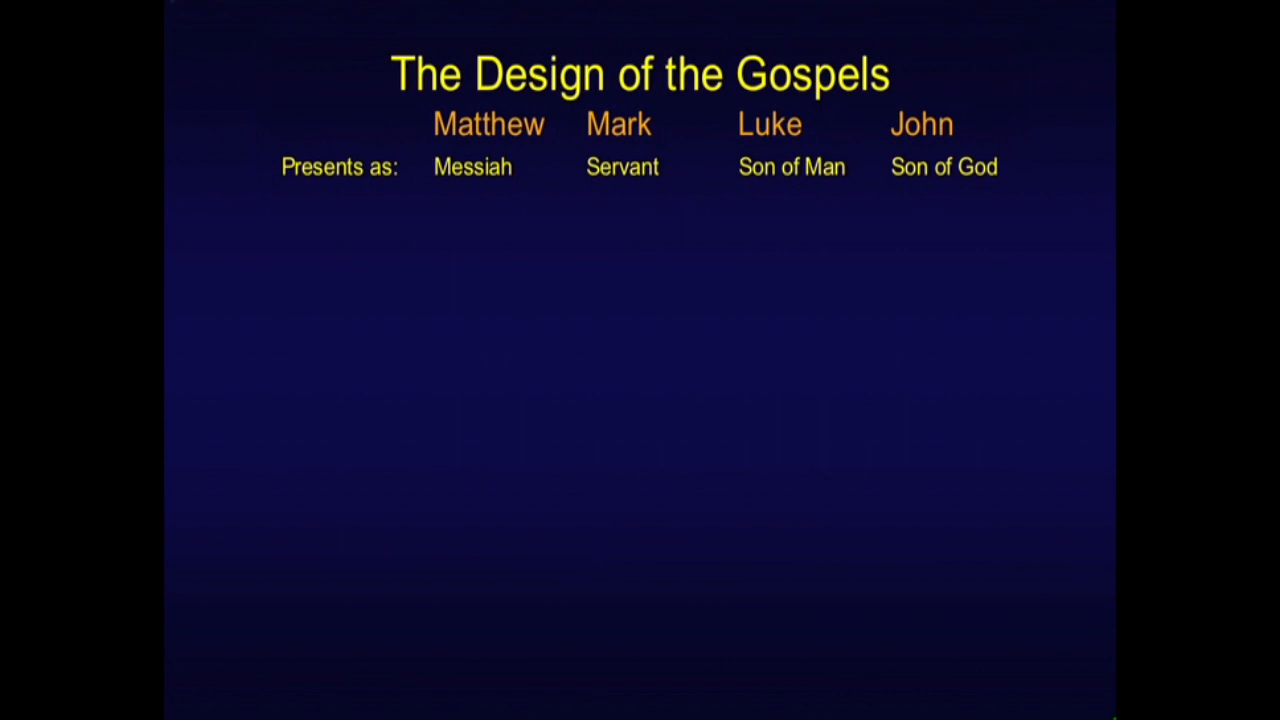 The Design of the Gospels
Matthew Mark Luke John
Presents as: Messiah Servant Son of Man Son of God